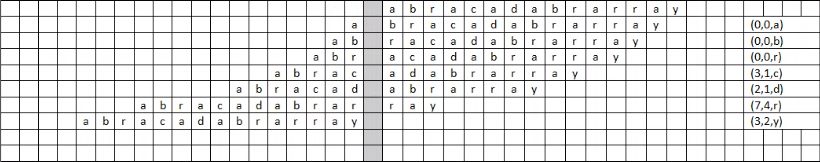 a b r a c a d a b r a r r a y
a b r a c a d a b r a r r a y (0,0,a)
a b r a c a d a b r a r r a y (0,0,b)
a b r a c a d a b r a r r a y (0,0,r)
a b r a c a d a b r a r r a y (3,1,c)
a b r a c a d a b r a r r a y (2,1,d)
a b r a c a d a b r a r r a y (7,4,r)
a b r a c a d a b r a r r a y (3,2,y)